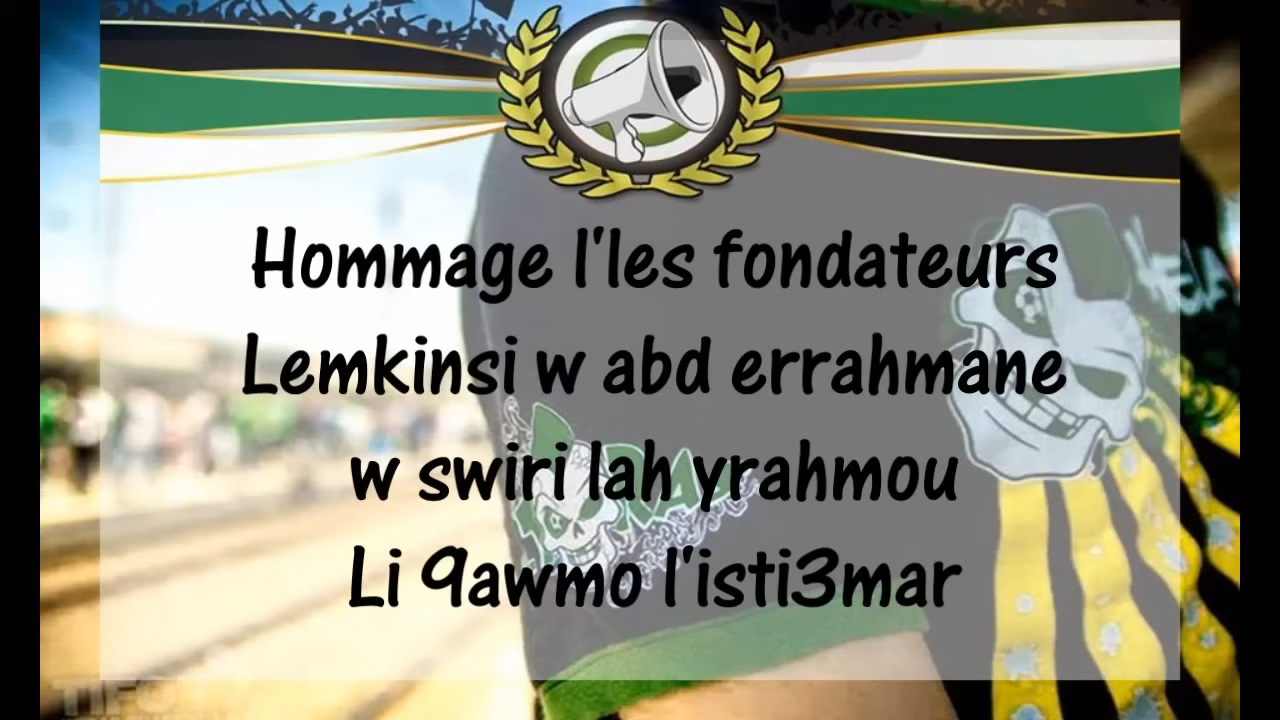 Hommage l'les fondateurs
Lemkinsi w abd errahmane
w swiri lah yrahmou
Li 9awmo l'isti3mar